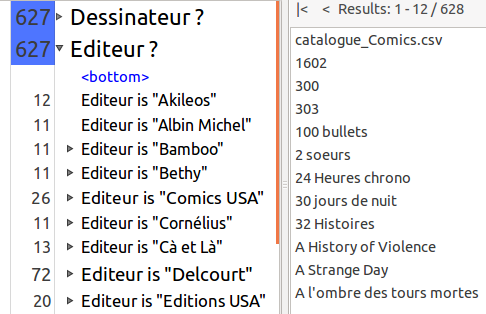 627 Dessinateur ?
627 Editeur ?
<bottom>
12 Editeur is "Akileos"
11 Editeur is "Albin Michel"
11 Editeur is "Bamboo"
11 Editeur is "Bethy"
26 Editeur is "Comics USA"
11 Editeur is "Cornélius"
13 Editeur is "Cà et Là"
72 Editeur is "Delcourt"
20 Editeur is "Editions USA"
|< < Results: 1 - 12 / 628
catalogue_Comics.csv
1602
300
303
100 bullets
2 soeurs
24 Heures chrono
30 jours de nuit
32 Histoires
A History of Violence
A Strange Day
A l'ombre des tours mortes